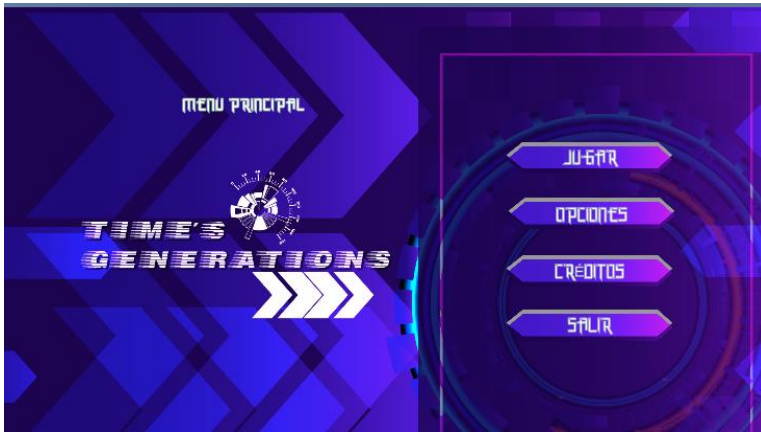 MENU PRINCIPAL
TIME'S
GENERATIONS
JUGAR
OPCIONES
CRÉDITOS
SALIR